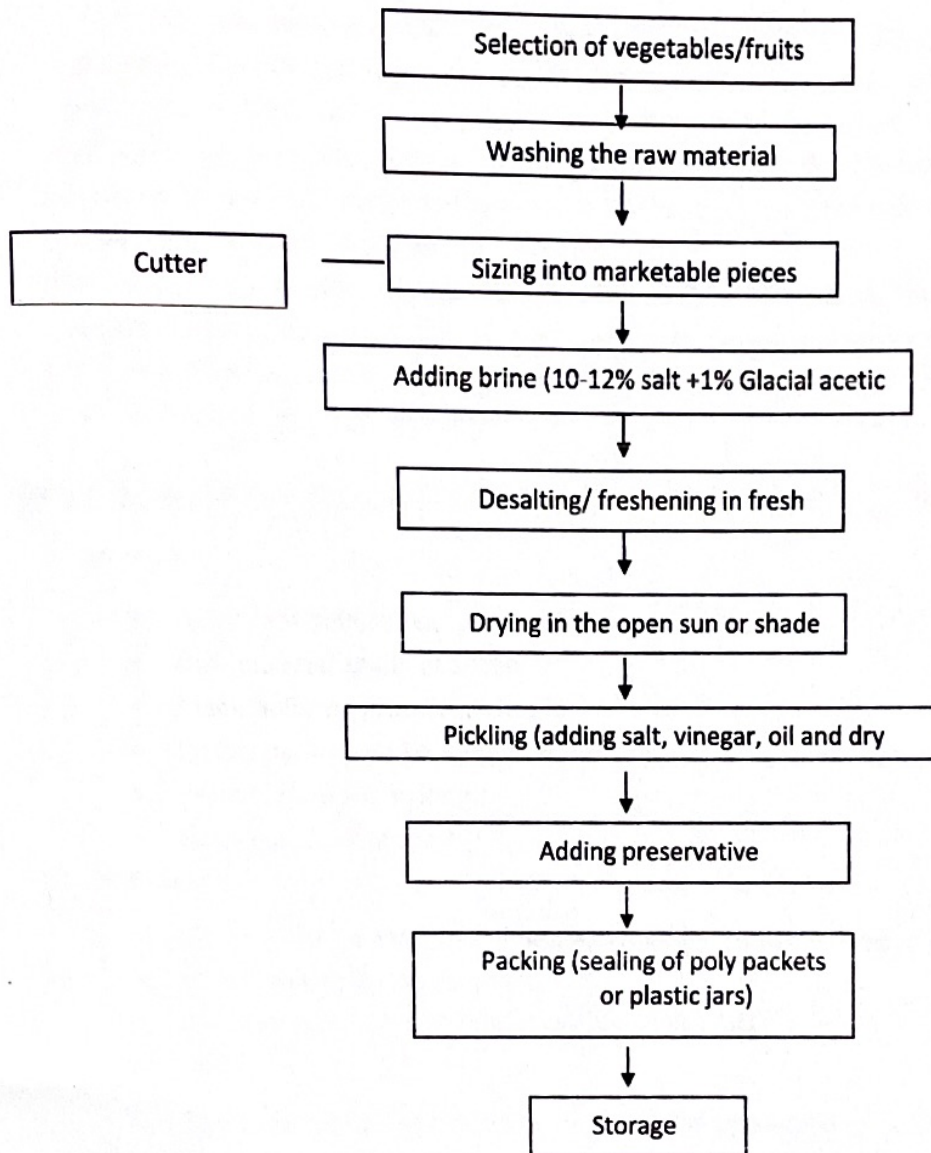 Selection of vegetables/fruits
Washing the raw material
Cutter
Sizing into marketable pieces
Adding brine (10-12% salt +1% Glacial acetic
Desalting/ freshening in fresh
Drying in the open sun or shade
Pickling (adding salt, vinegar, oil and dry
Adding preservative
Packing (sealing of poly packets
or plastic jars)
Storage